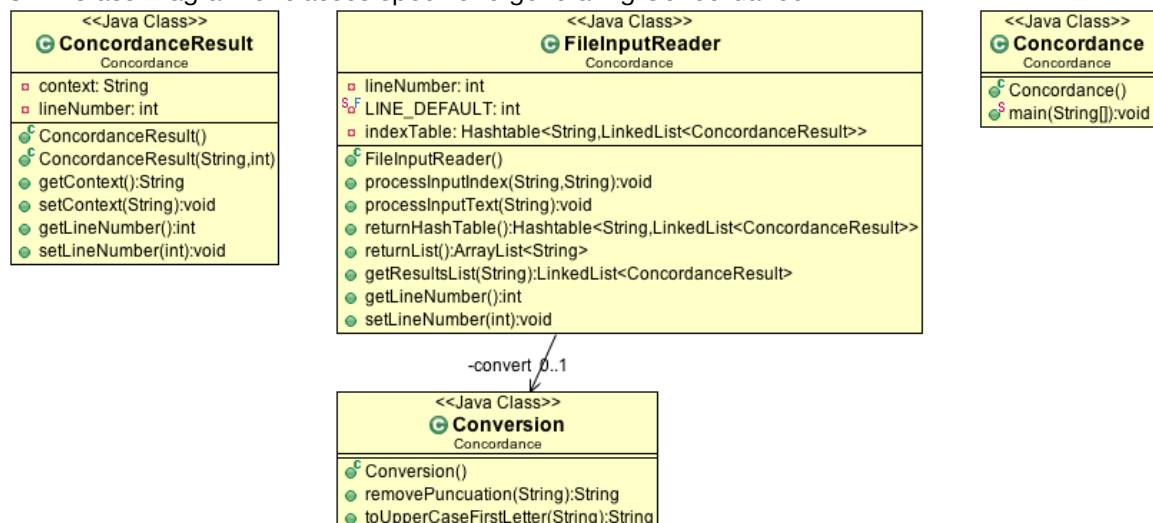 <<Java Class>>
ConcordanceResult
Concordance
context: String
lineNumber: int
ConcordanceResult()
ConcordanceResult(String,int)
getContext():String
setContext(String):void
getLineNumber():int
setLineNumber(int):void
<<Java Class>>
FileInputReader
Concordance
lineNumber: int
LINE_DEFAULT: int
indexTable: Hashtable<String,LinkedList<ConcordanceResult>>
FileInputReader()
processInputIndex(String,String):void
processInputText(String):void
returnHashTable():Hashtable<String,LinkedList<ConcordanceResult>>
returnList():ArrayList<String>
getResultsList(String):LinkedList<ConcordanceResult>
getLineNumber():int
setLineNumber(int):void
<<Java Class>>
Concordance
Concordance
Concordance()
main(String[]):void
-convert 0..1
<<Java Class>>
Conversion
Concordance
Conversion()
removePuncuation(String):String
toUpperCaseFirstLetter(String):String